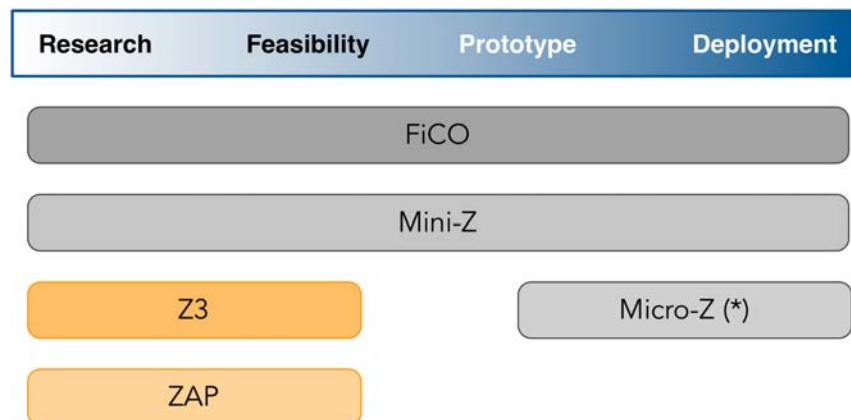 Research Feasibility Prototype Deployment
FiCO
Mini-Z
Z3 Micro-Z (*)
ZAP